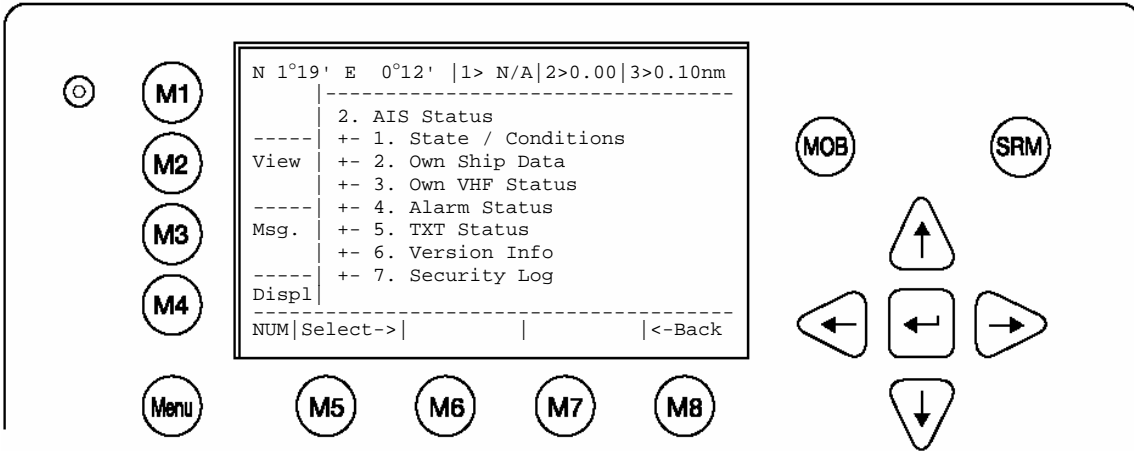 N 1°19' E 0°12' |1> N/A|2>0.00|3>0.10nm
2. AIS Status
+- 1. State / Conditions
View | +- 2. Own Ship Data
+- 3. Own VHF Status
+- 4. Alarm Status
Msg. | +- 5. TXT Status
+- 6. Version Info
+- 7. Security Log
Displ|
NUM|Select->| | |<-Back
M1
M2
M3
M4
Menu
M5
M6
M7
M8
MOB
SRM